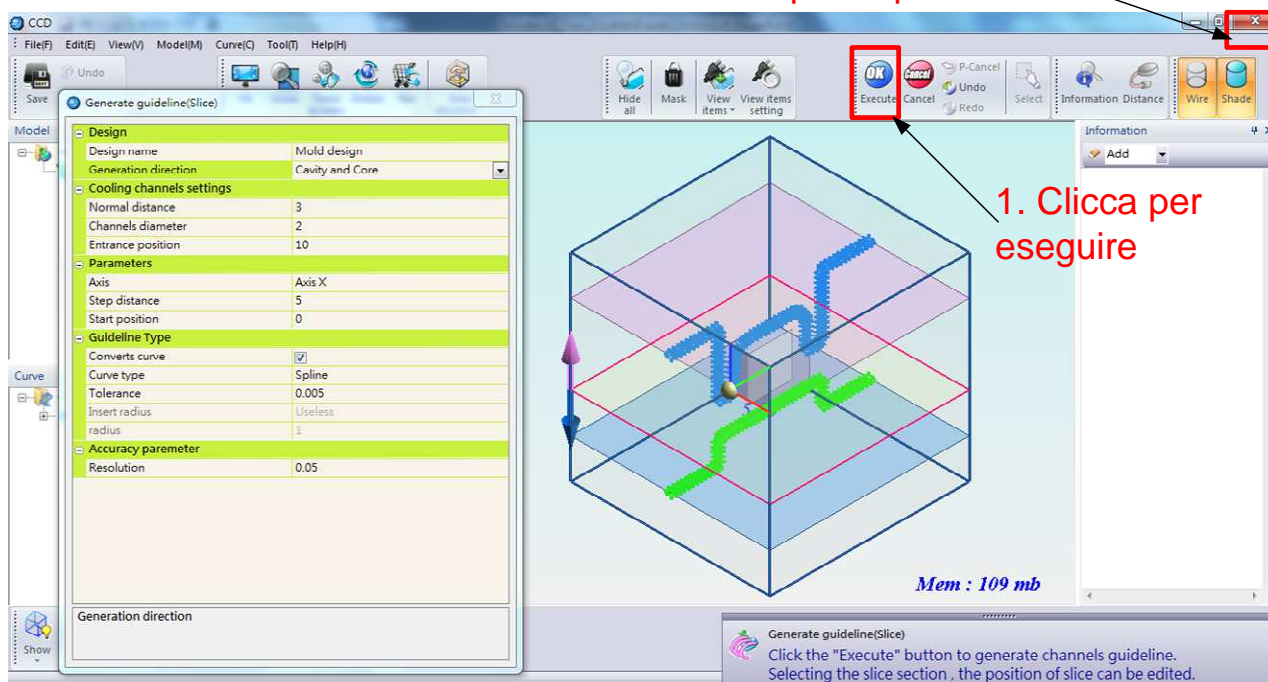 CCD
File(F) Edit(E) View(V) Model(M) Curve(C) Tool(T) Help(H)
Save
Undo
Hide all
Mask
View items
View items setting
Execute
Cancel
P-Cancel
Undo
Redo
Select
Information
Distance
Wire
Shade
Model
Generate guideline(Slice)
Design
Design name Mold design
Generation direction Cavity and Core
Cooling channels settings
Normal distance 3
Channels diameter 2
Entrance position 10
Parameters
Axis Axis X
Step distance 5
Start position 0
Guideline Type
Converts curve
Curve type Spline
Tolerance 0.005
Insert radius Useless
radius 1
Accuracy paremeter
Resolution 0.05
Generation direction
Curve
Show
Information
Add
1. Clicca per
eseguire
Mem : 109 mb
Generate guideline(Slice)
Click the "Execute" button to generate channels guideline.
Selecting the slice section , the position of slice can be edited.